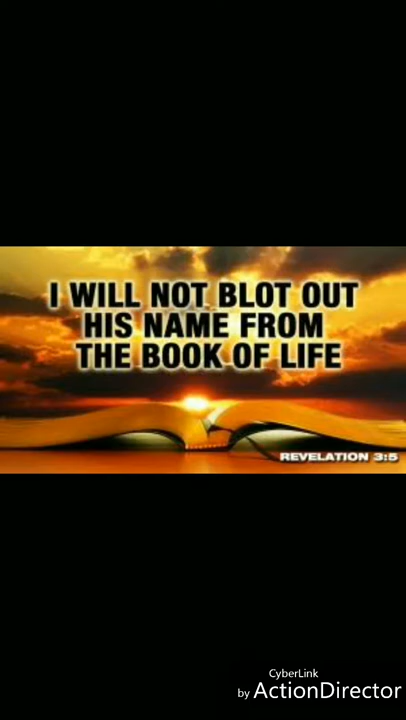 I WILL NOT BLOT OUT
HIS NAME FROM
THE BOOK OF LIFE
REVELATION 3:5
CyberLink
by ActionDirector